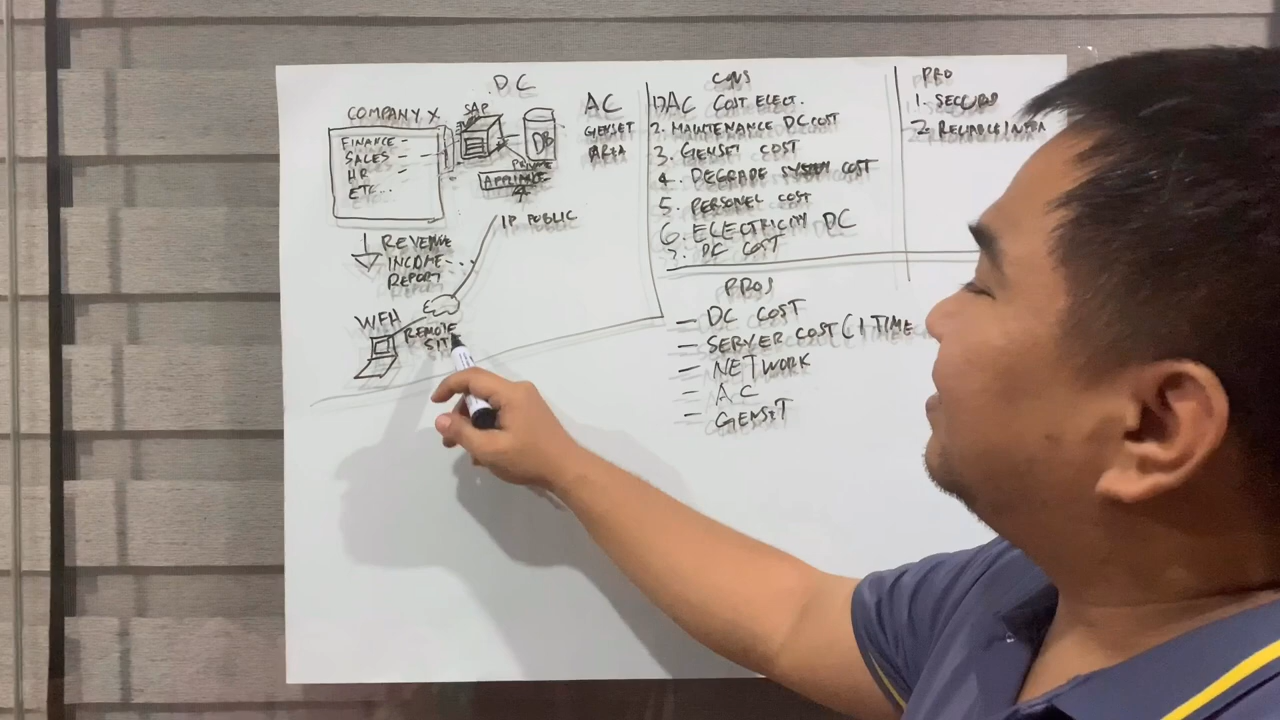 DC
COMPANY X
SAP
DB
FINANCE -
SALES -
HR -
ETC...
PRIVATE
APPLIANCE
AC
GENSET
AREA
IP PUBLIC
REVENUE
INCOME
REPORT
WFH
REMOTE
SIT
CONS
1) AC COST ELECT.
2. MAINTENANCE DC COST
3. GENSET COST
4. DEGRADE SYSTEM COST
5. PERSONEL COST
6. ELECTRICITY DC
7. DC COST
PRO
1. SECURE
2. RELIABLE INFRA
PROS
- DC COST
- SERVER COST (1 TIME
- NETWORK
- AC
- GENSET